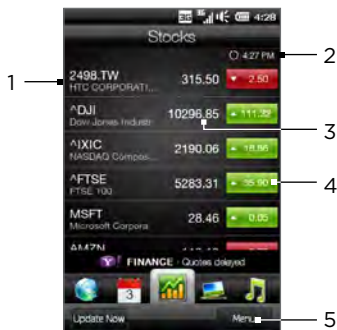 3G 4:28
Stocks
4:27 PM
2
1
2498.TW 315.50 2.50
HTC CORPORATI...
^DJI 10296.85 111.32
Dow Jones Industr
3
^IXIC 2190.06 18.86
NASDAQ Compos...
^FTSE 5283.31 35.90
FTSE 100
4
MSFT 28.46 0.05
Microsoft Corpora
AMZN
Y! FINANCE - Quotes delayed
3
Update Now Menu
5